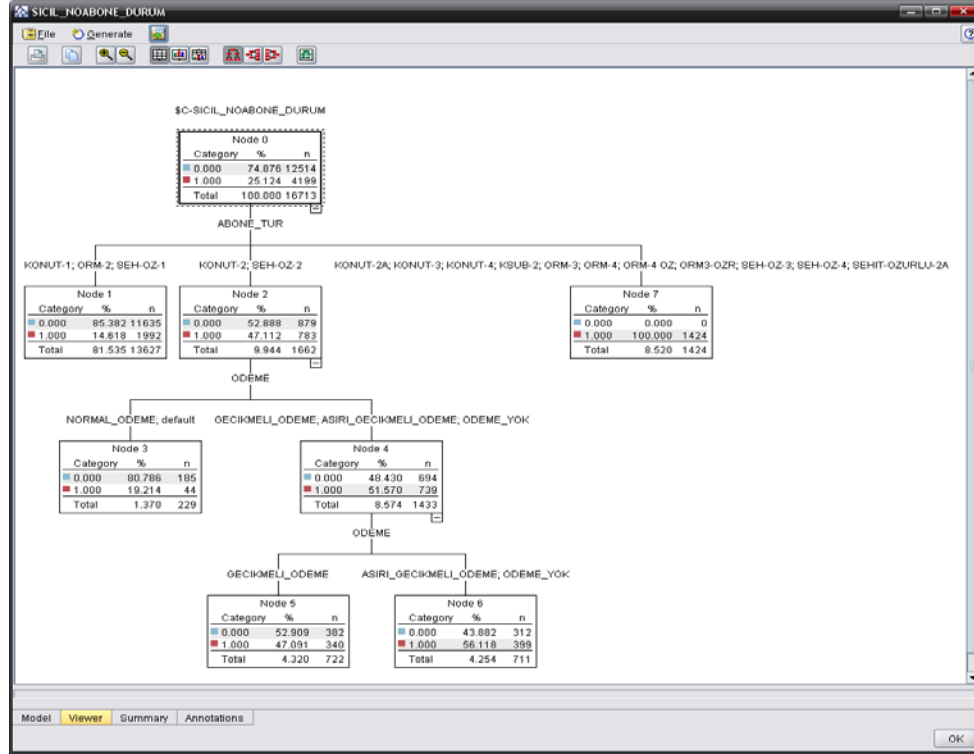 SICIL_NOABONE_DURUM
File Generate
$C-SICIL_NOABONE_DURUM
Node 0
Category % n
0.000 74.876 12514
1.000 25.124 4199
Total 100.000 16713
ABONE_TUR
KONUT-1; ORM-2; SEH-OZ-1
KONUT-2; SEH-OZ-2
KONUT-2A; KONUT-3; KONUT-4; KSUB-2; ORM-3; ORM-4; ORM-4 OZ; ORM3-OZR; SEH-OZ-3; SEH-OZ-4; SEHIT-OZURLU-2A
Node 1
Category % n
0.000 85.382 11635
1.000 14.618 1992
Total 81.535 13627
Node 2
Category % n
0.000 52.888 879
1.000 47.112 783
Total 9.944 1662
Node 7
Category % n
0.000 0.000 0
1.000 100.000 1424
Total 8.520 1424
ODEME
NORMAL_ODEME; default
GECIKMELI_ODEME; ASIRI_GECIKMELI_ODEME; ODEME_YOK
Node 3
Category % n
0.000 80.786 185
1.000 19.214 44
Total 1.370 229
Node 4
Category % n
0.000 48.430 694
1.000 51.570 739
Total 8.574 1433
ODEME
GECIKMELI_ODEME
ASIRI_GECIKMELI_ODEME; ODEME_YOK
Node 5
Category % n
0.000 52.909 382
1.000 47.091 340
Total 4.320 722
Node 6
Category % n
0.000 43.882 312
1.000 56.118 399
Total 4.254 711
Model Viewer Summary Annotations
OK